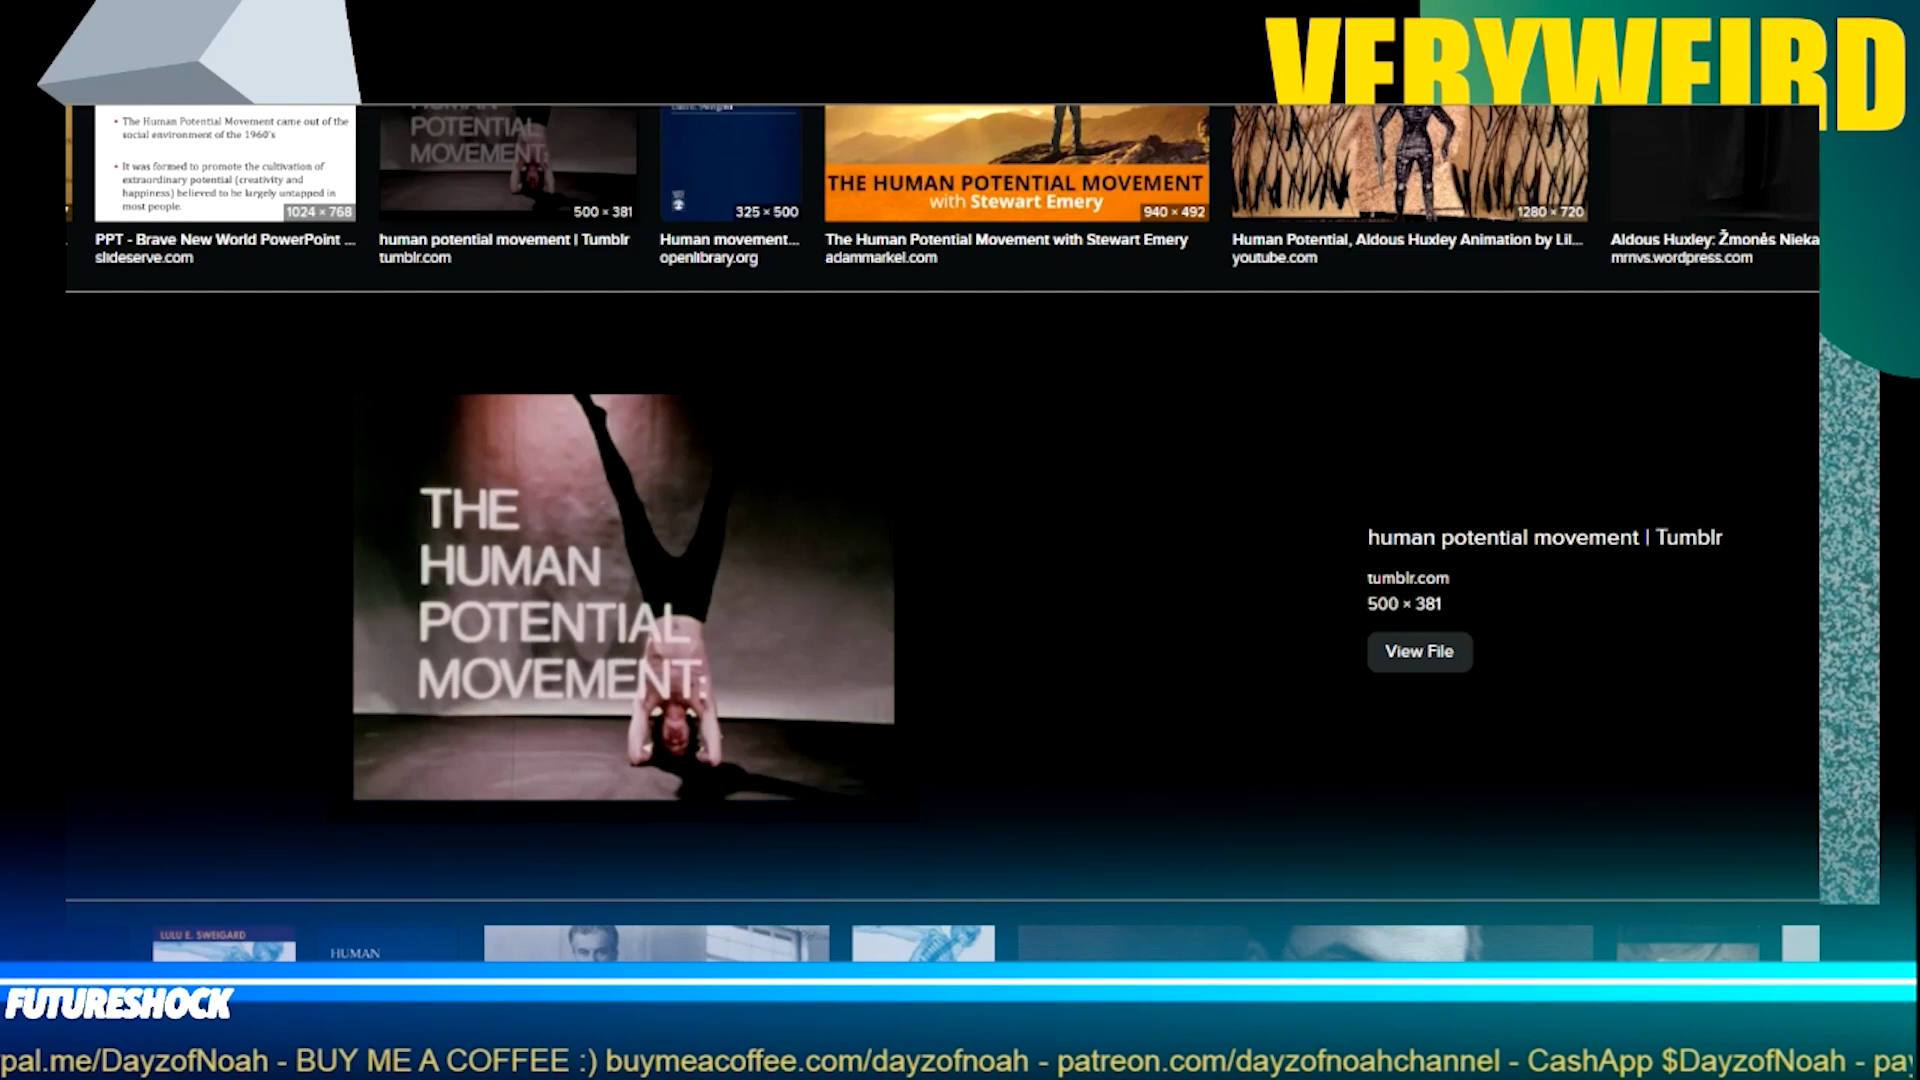 VERYWEIRD
• The Human Potential Movement came out of the
social environment of the 1960's
• It was formed to promote the cultivation of
extraordinary potential (creativity and
happiness) believed to be largely untapped in
most people.
1024 × 768
PPT - Brave New World PowerPoint ...
slideserve.com
HUMAN
POTENTIAL
MOVEMENT:
500 × 381
human potential movement | Tumblr
tumblr.com
325 × 500
Human movement...
openlibrary.org
THE HUMAN POTENTIAL MOVEMENT
with Stewart Emery
940 × 492
The Human Potential Movement with Stewart Emery
adammarkel.com
1280 × 720
Human Potential, Aldous Huxley Animation by Lil...
youtube.com
Aldous Huxley: Žmonės Nieka
mrnvs.wordpress.com
THE
HUMAN
POTENTIAL
MOVEMENT:
human potential movement | Tumblr
tumblr.com
500 × 381
View File
LULU E. SWEIGARD
HUMAN
FUTURESHOCK
pal.me/DayzofNoah - BUY ME A COFFEE :) buymeacoffee.com/dayzofnoah - patreon.com/dayzofnoahchannel - CashApp $DayzofNoah - pay